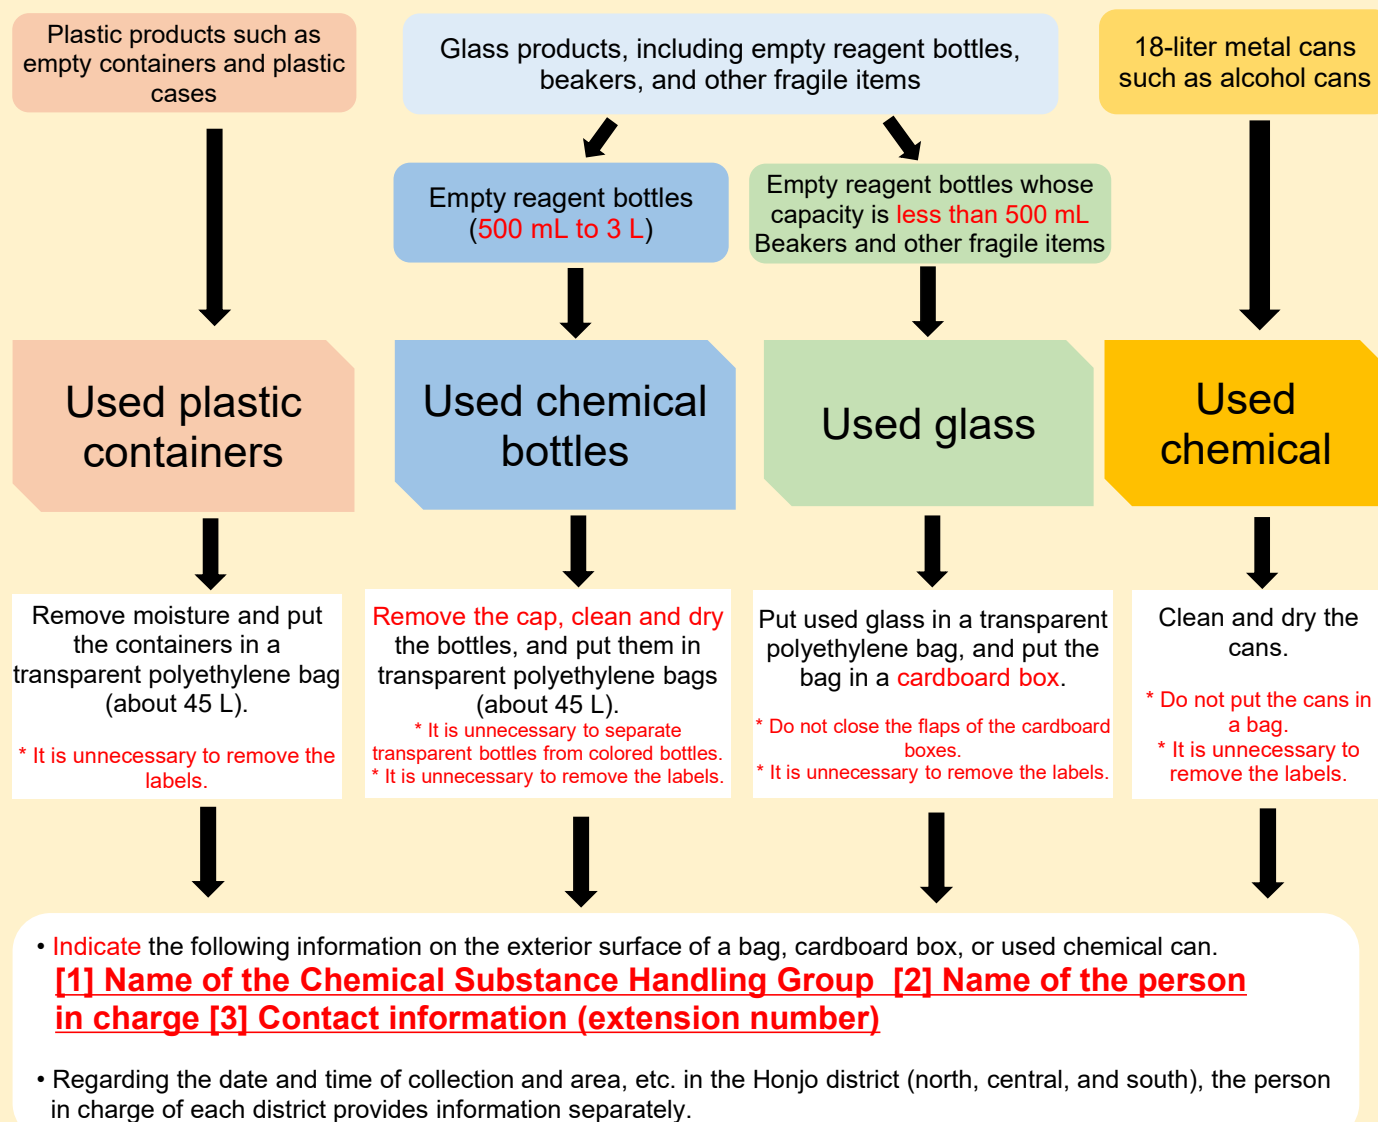 Plastic products such as
empty containers and plastic
cases
Glass products, including empty reagent bottles,
beakers, and other fragile items
18-liter metal cans
such as alcohol cans
Empty reagent bottles
(500 mL to 3 L)
Empty reagent bottles whose
capacity is less than 500 mL
Beakers and other fragile items
Used plastic
containers
Used chemical
bottles
Used glass
Used
chemical
Remove moisture and put
the containers in a
transparent polyethylene bag
(about 45 L).
* It is unnecessary to remove the
labels.
Remove the cap, clean and dry
the bottles, and put them in
transparent polyethylene bags
(about 45 L).
* It is unnecessary to separate
transparent bottles from colored bottles.
* It is unnecessary to remove the labels.
Put used glass in a transparent
polyethylene bag, and put the
bag in a cardboard box.
* Do not close the flaps of the cardboard
boxes.
* It is unnecessary to remove the labels.
Clean and dry the
cans.
* Do not put the cans in
a bag.
* It is unnecessary to
remove the labels.
• Indicate the following information on the exterior surface of a bag, cardboard box, or used chemical can.
[1] Name of the Chemical Substance Handling Group [2] Name of the person
in charge [3] Contact information (extension number)
• Regarding the date and time of collection and area, etc. in the Honjo district (north, central, and south), the person
in charge of each district provides information separately.